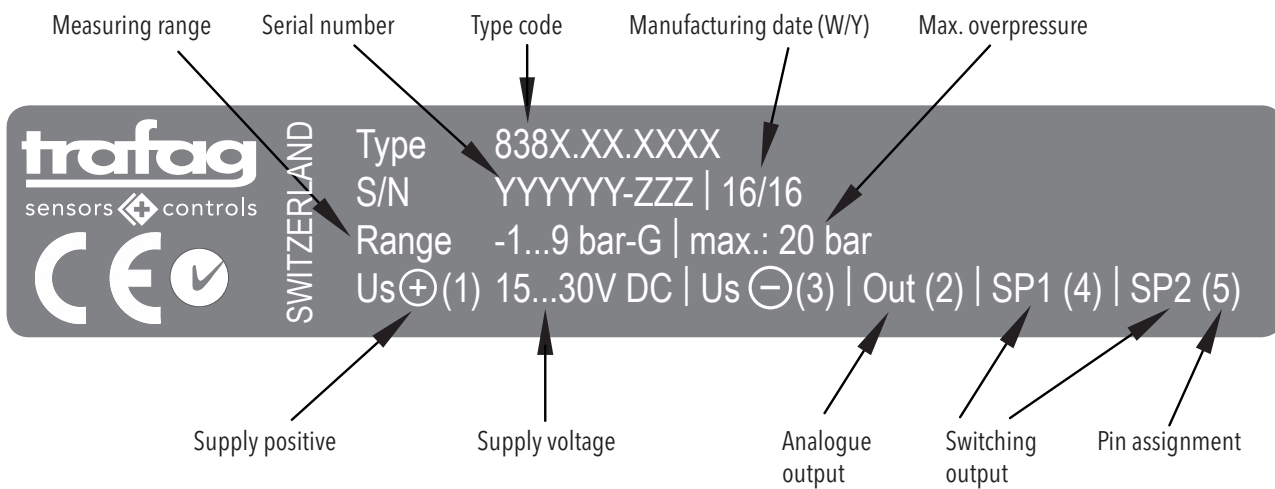 Measuring range Serial number Type code Manufacturing date (W/Y) Max. overpressure
trafag
sensors controls
CE
SWITZERLAND
Type 838X.XX.XXXX
S/N YYYYYY-ZZZ | 16/16
Range -1...9 bar-G | max.: 20 bar
Us⊕(1) 15...30V DC | Us⊖(3) | Out (2) | SP1 (4) | SP2 (5)
Supply positive Supply voltage Analogue output Switching output Pin assignment